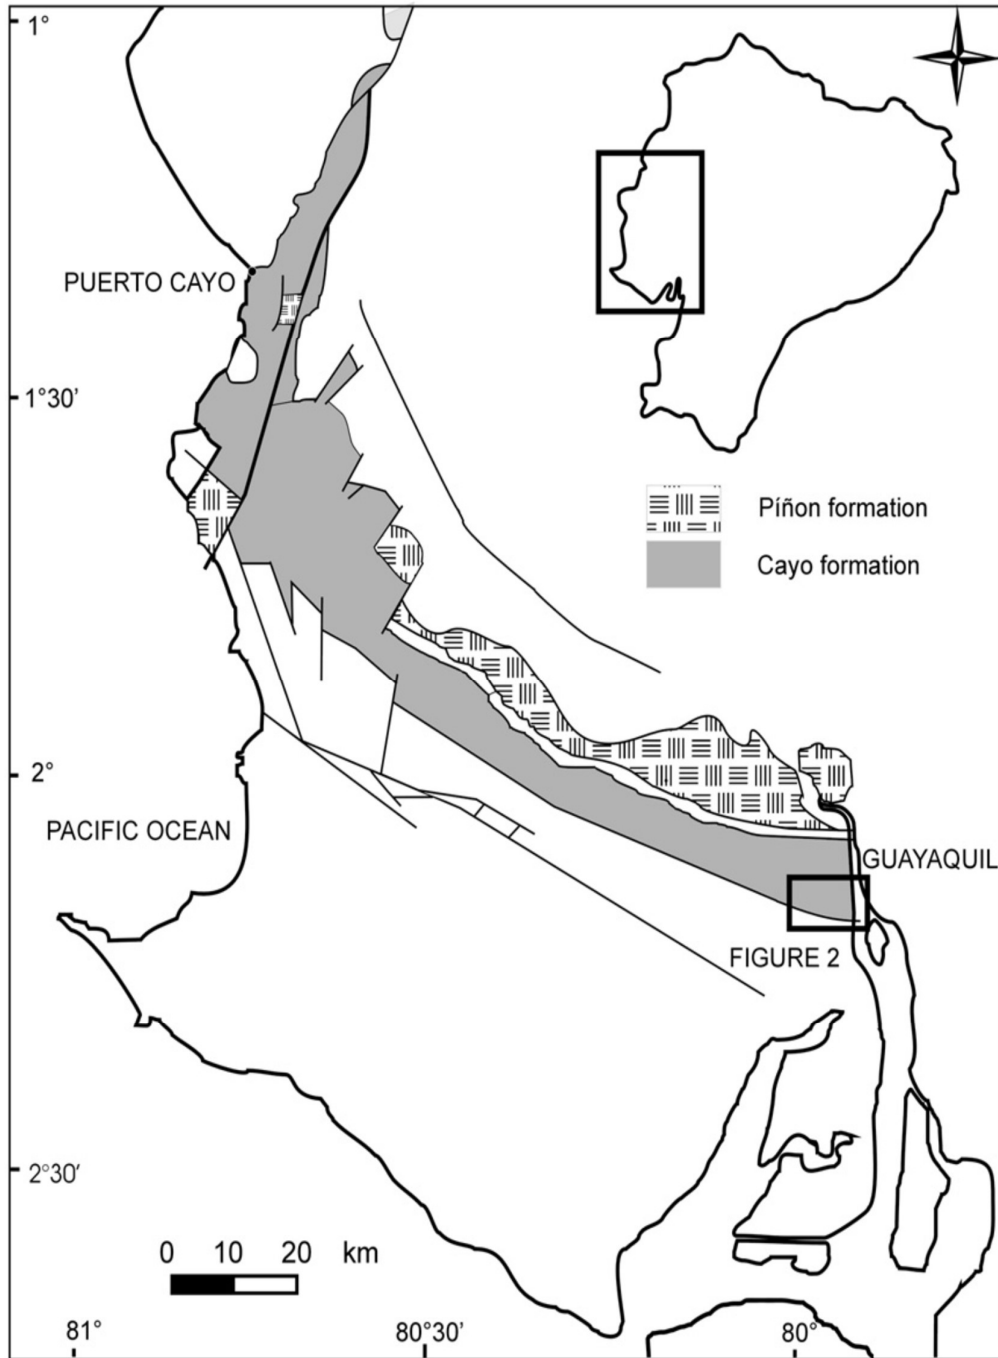 1°
PUERTO CAYO
1°30'
Píñon formation
Cayo formation
2°
PACIFIC OCEAN
GUAYAQUIL
FIGURE 2
2°30'
0 10 20 km
81° 80°30' 80°